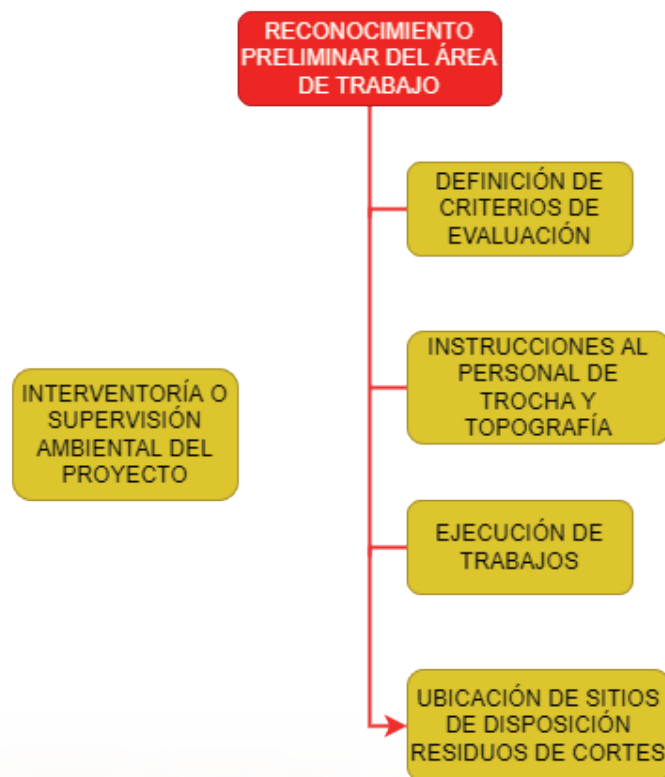 RECONOCIMIENTO
PRELIMINAR DEL ÁREA
DE TRABAJO
DEFINICIÓN DE
CRITERIOS DE
EVALUACIÓN
INSTRUCCIONES AL
PERSONAL DE
TROCHA Y
TOPOGRAFÍA
INTERVENTORÍA O
SUPERVISIÓN
AMBIENTAL DEL
PROYECTO
EJECUCIÓN DE
TRABAJOS
UBICACIÓN DE SITIOS
DE DISPOSICIÓN
RESIDUOS DE CORTES